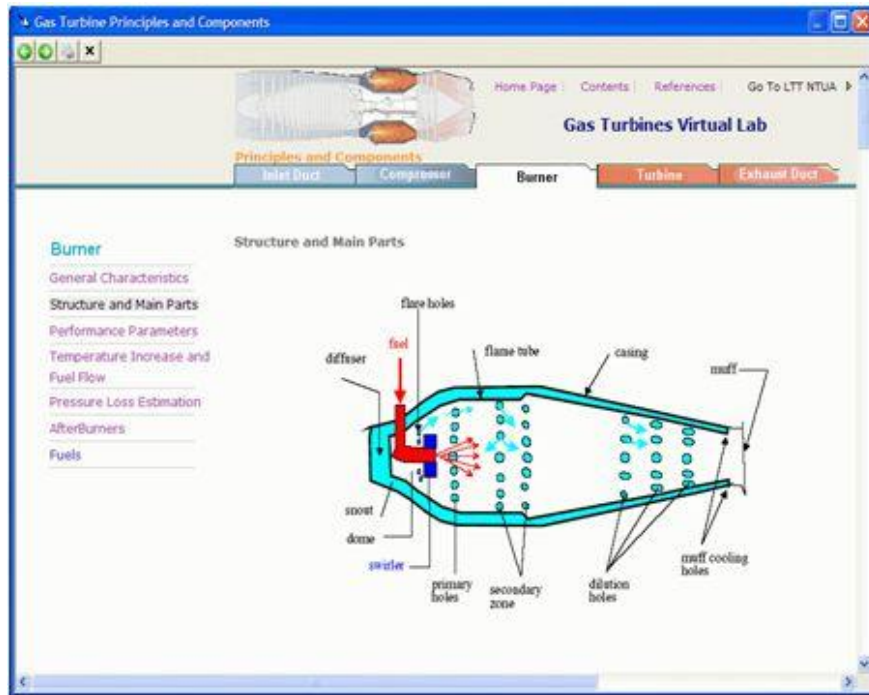 Gas Turbine Principles and Components
Home Page | Contents | References | Go To LTT NTUA
Gas Turbines Virtual Lab
Principles and Components
Inlet Duct
Compressor
Burner
Turbine
Exhaust Duct
Burner
General Characteristics
Structure and Main Parts
Performance Parameters
Temperature Increase and
Fuel Flow
Pressure Loss Estimation
AfterBurners
Fuels
Structure and Main Parts
flare holes
fuel
diffuser
flame tube
casing
muff
snout
dome
swirler
primary
holes
secondary
zone
dilution
holes
muff cooling
holes